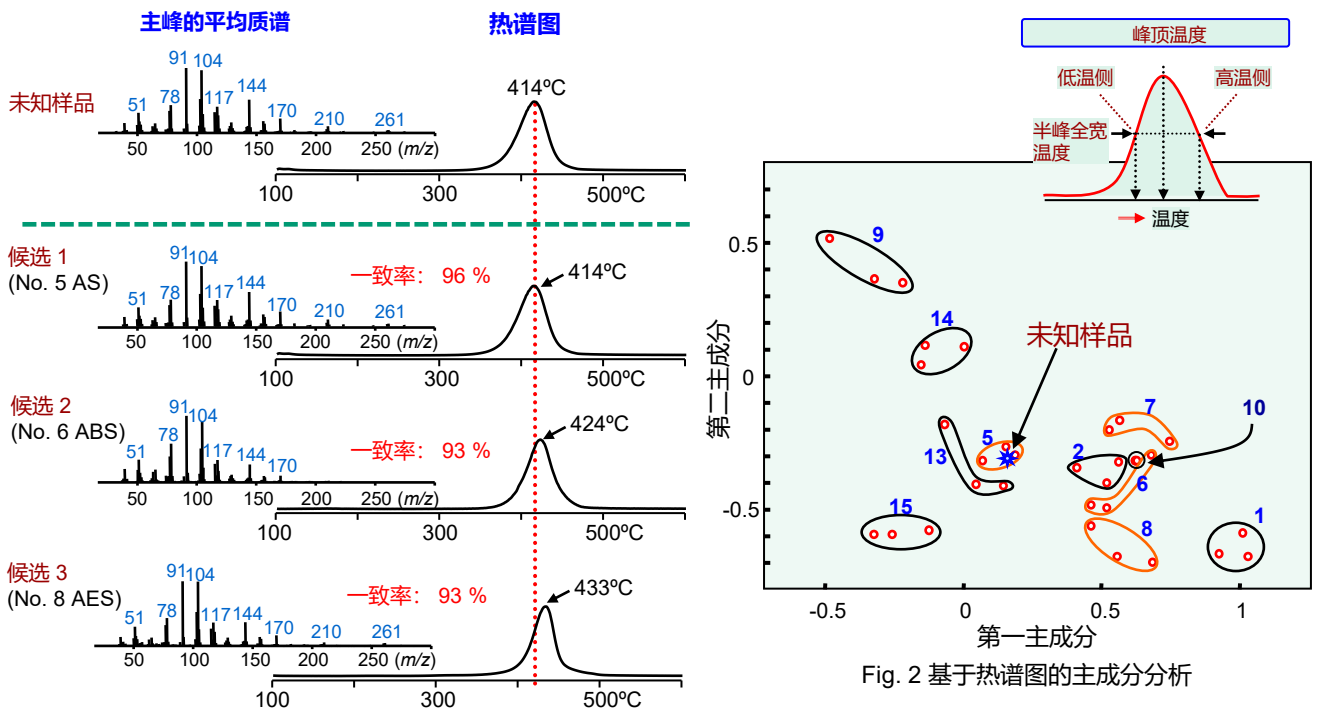 主峰的平均质谱
热谱图
未知样品
51
78
91
104
117
144
170
210
261
50
100
150
200
250 (m/z)
414ºC
100
300
500ºC
候选 1
(No. 5 AS)
51
78
91
104
117
144
170
210
261
50
100
150
200
250 (m/z)
一致率： 96 %
414ºC
100
300
500ºC
候选 2
(No. 6 ABS)
51
78
91
104
117
144
170
50
100
150
200
250 (m/z)
一致率： 93 %
424ºC
100
300
500ºC
候选 3
(No. 8 AES)
51
78
91
104
117
144
170
210
261
50
100
150
200
250 (m/z)
一致率： 93 %
433ºC
100
300
500ºC
峰顶温度
低温侧
高温侧
半峰全宽
温度
温度
第二主成分
0.5
0
-0.5
9
14
未知样品
7
10
5
2
13
6
15
8
1
-0.5
0
0.5
1
第一主成分
Fig. 2 基于热谱图的主成分分析